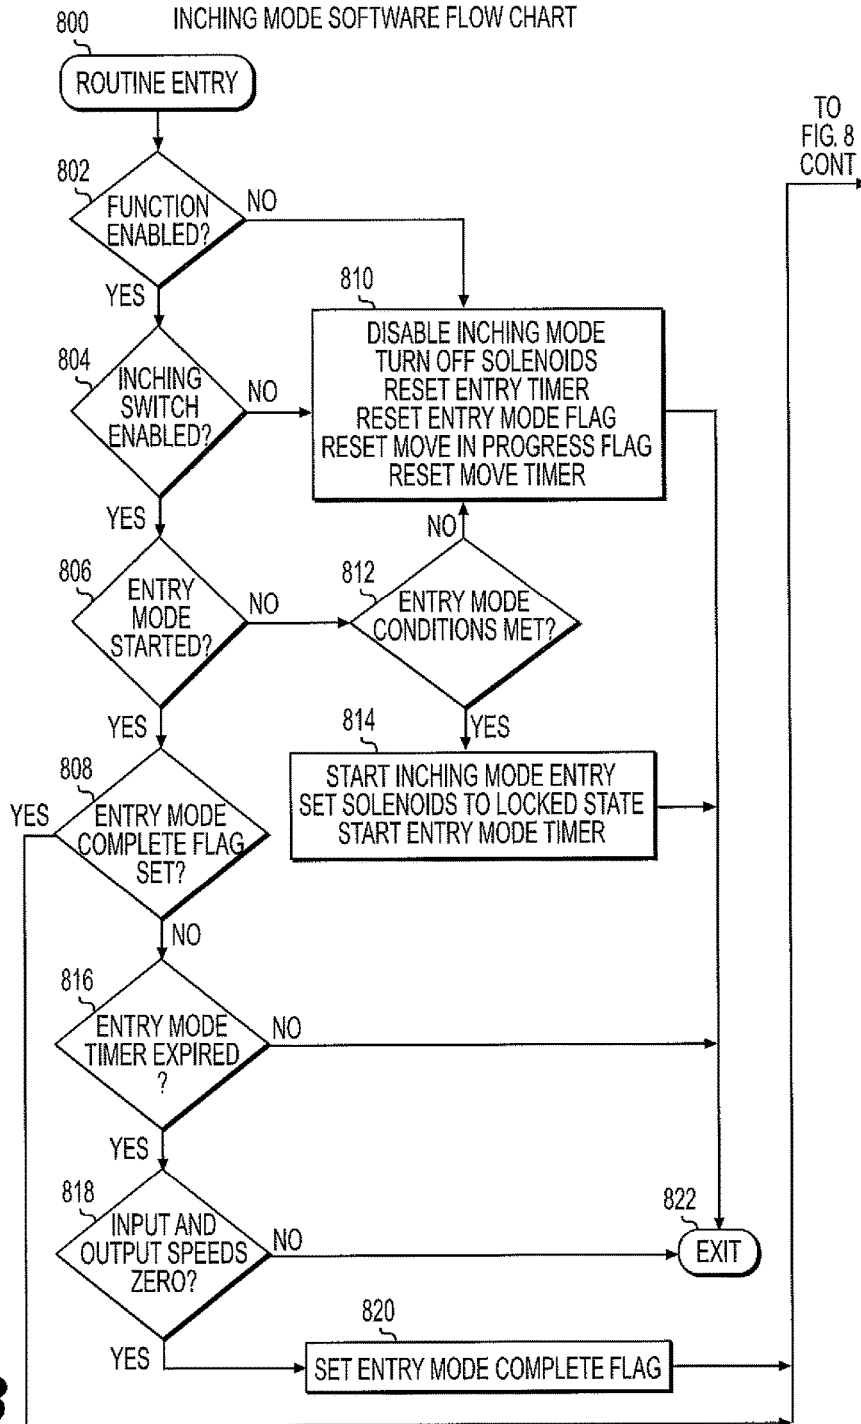 INCHING MODE SOFTWARE FLOW CHART
800
ROUTINE ENTRY
TO
FIG. 8
CONT
802
FUNCTION
ENABLED?
NO
YES
810
DISABLE INCHING MODE
TURN OFF SOLENOIDS
RESET ENTRY TIMER
RESET ENTRY MODE FLAG
RESET MOVE IN PROGRESS FLAG
RESET MOVE TIMER
804
INCHING
SWITCH
ENABLED?
NO
YES
NO
806
ENTRY
MODE
STARTED?
NO
812
ENTRY MODE
CONDITIONS MET?
YES
YES
814
START INCHING MODE ENTRY
SET SOLENOIDS TO LOCKED STATE
START ENTRY MODE TIMER
808
YES
ENTRY MODE
COMPLETE FLAG
SET?
NO
816
ENTRY MODE
TIMER EXPIRED
?
NO
YES
818
INPUT AND
OUTPUT SPEEDS
ZERO?
NO
822
EXIT
YES
820
SET ENTRY MODE COMPLETE FLAG